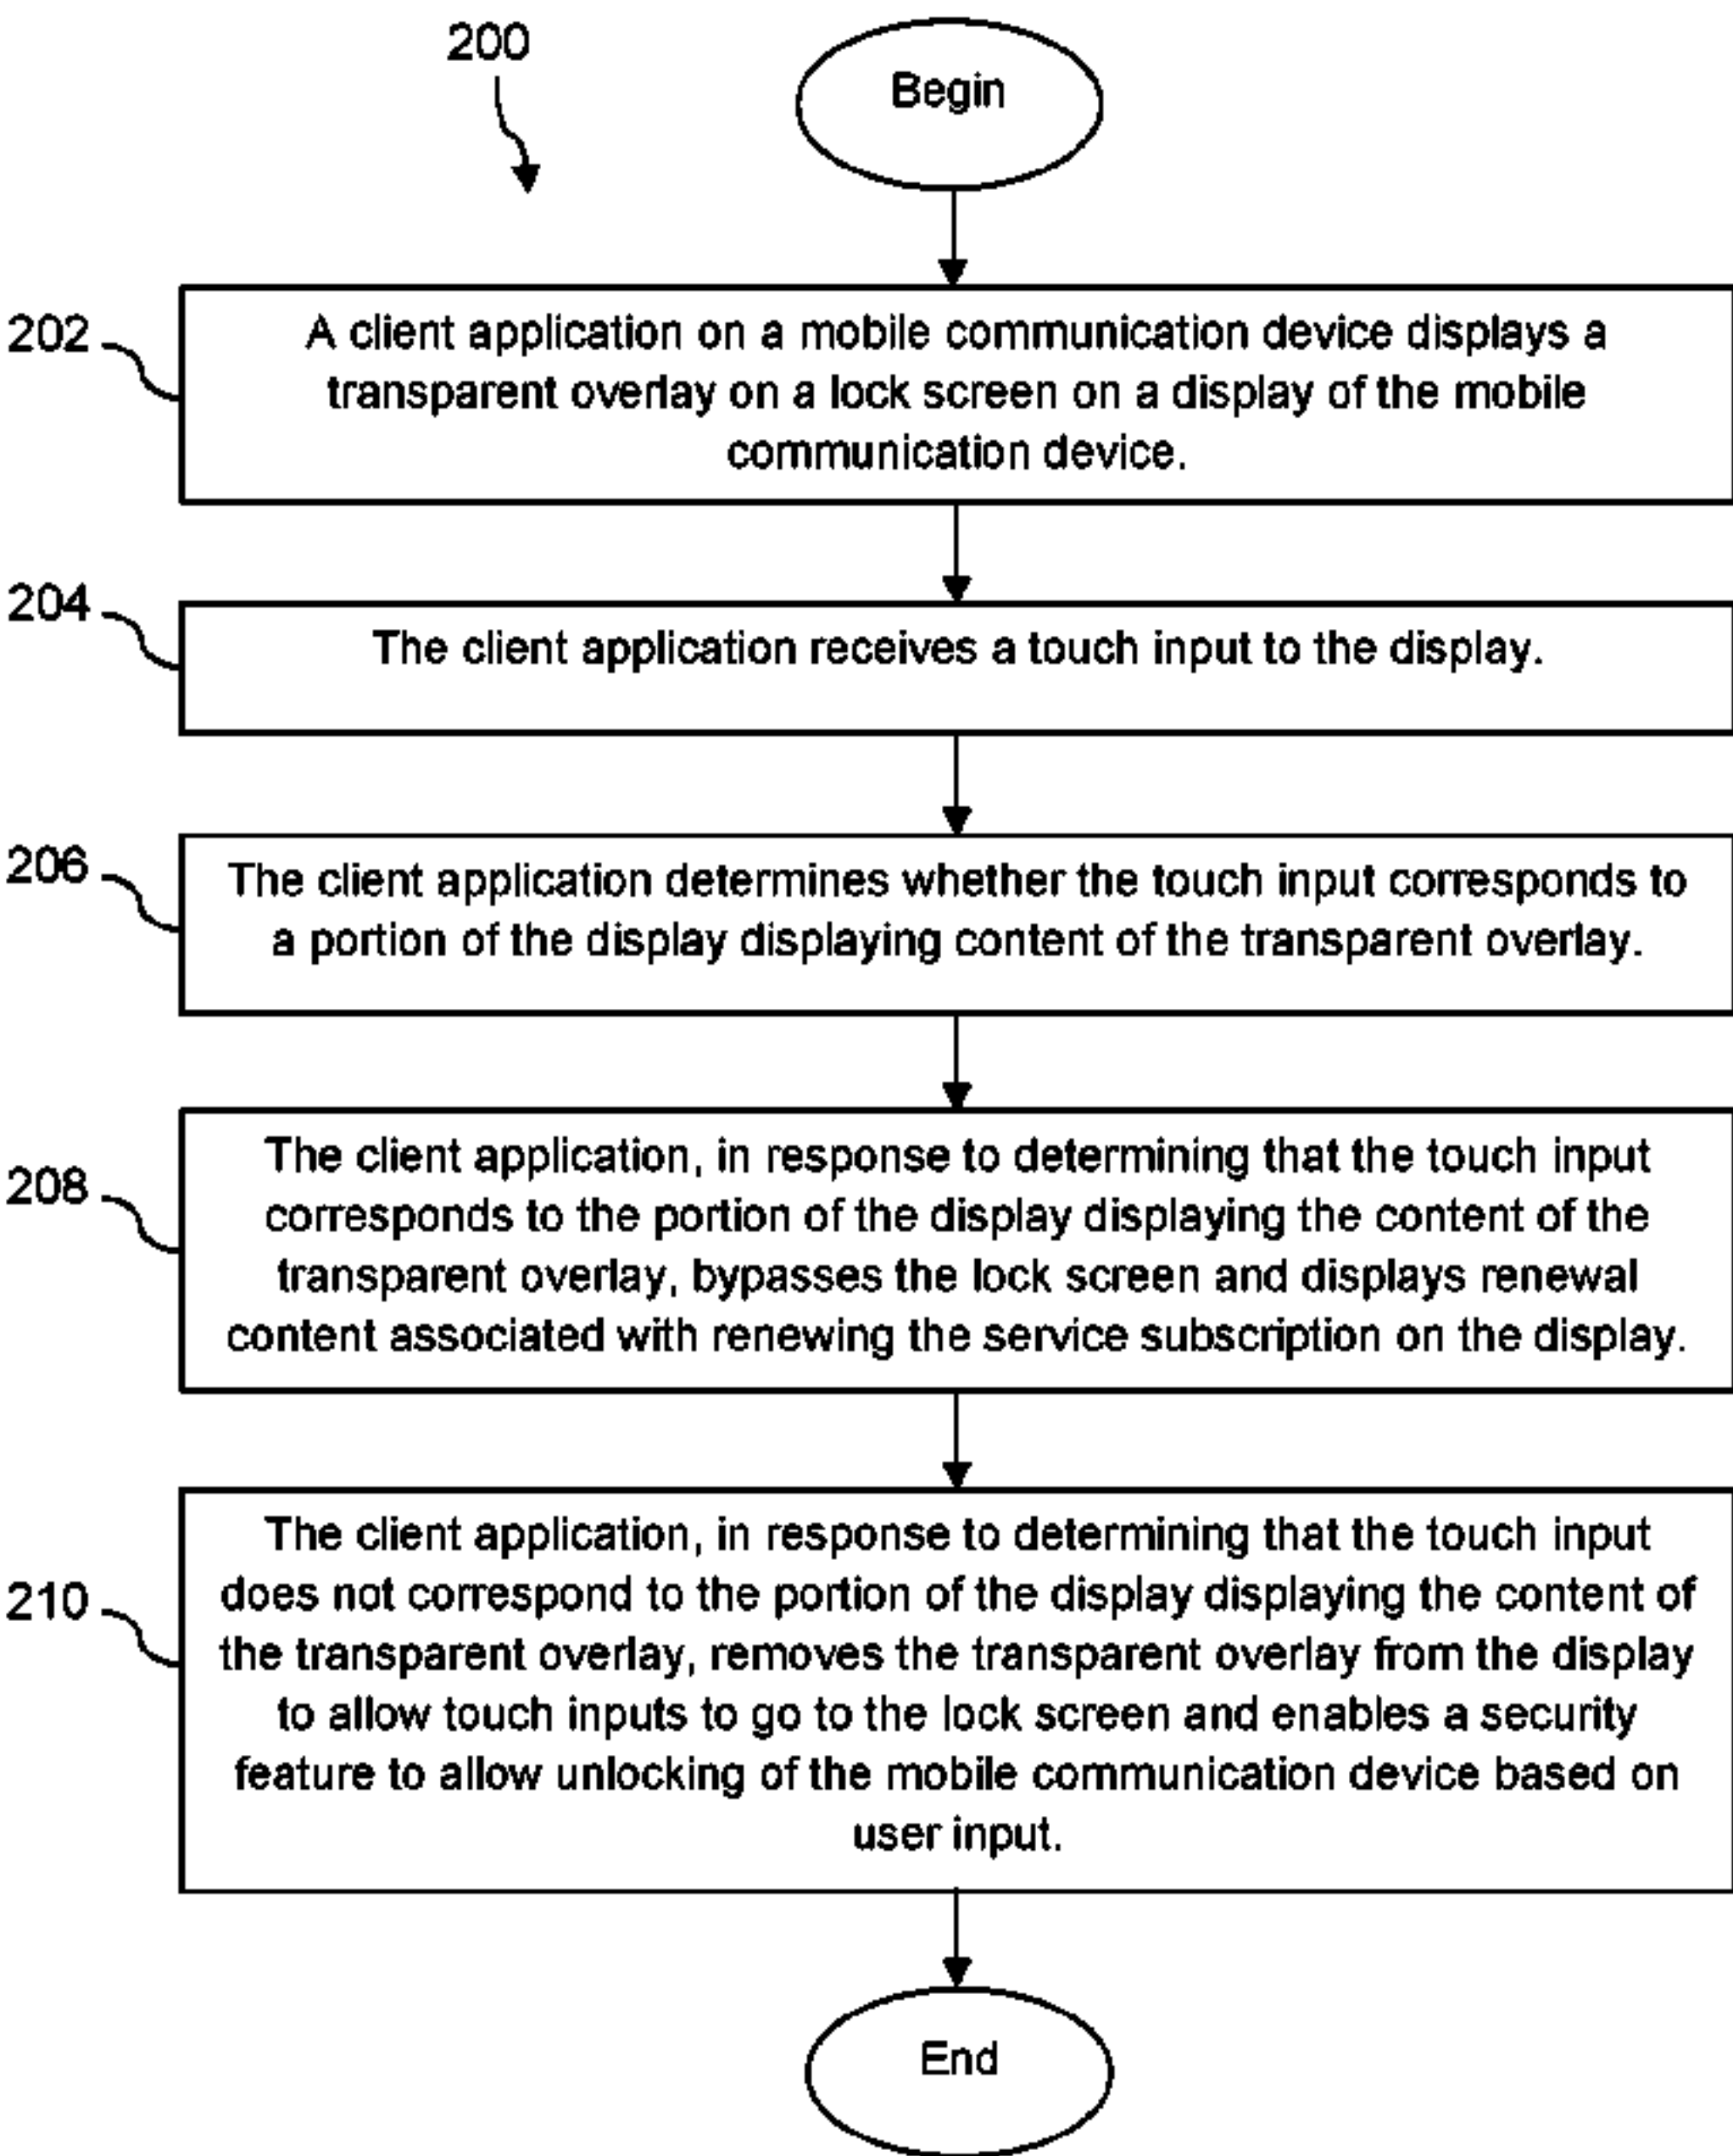 200
Begin
202
A client application on a mobile communication device displays a
transparent overlay on a lock screen on a display of the mobile
communication device.
204
The client application receives a touch input to the display.
206
The client application determines whether the touch input corresponds to
a portion of the display displaying content of the transparent overlay.
208
The client application, in response to determining that the touch input
corresponds to the portion of the display displaying the content of the
transparent overlay, bypasses the lock screen and displays renewal
content associated with renewing the service subscription on the display.
210
The client application, in response to determining that the touch input
does not correspond to the portion of the display displaying the content of
the transparent overlay, removes the transparent overlay from the display
to allow touch inputs to go to the lock screen and enables a security
feature to allow unlocking of the mobile communication device based on
user input.
End